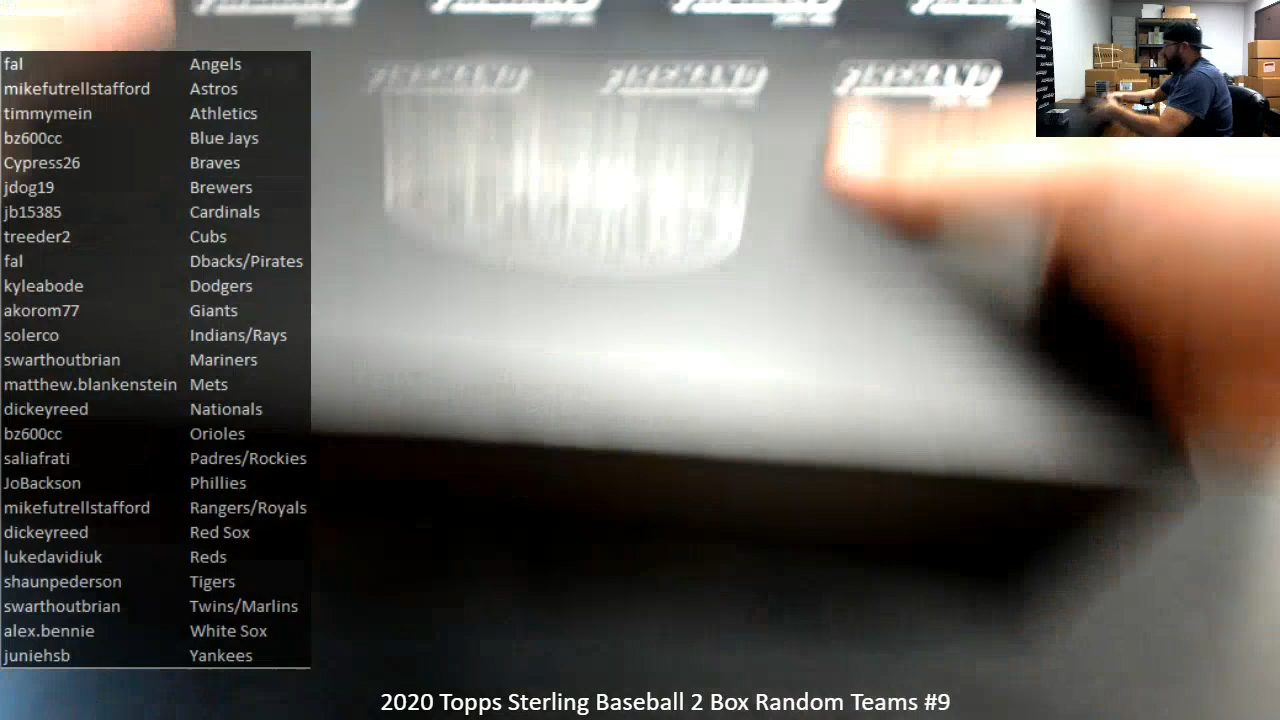 fal Angels
mikefutrellstafford Astros
timmymein Athletics
bz600cc Blue Jays
Cypress26 Braves
jdog19 Brewers
jb15385 Cardinals
treeder2 Cubs
fal Dbacks/Pirates
kyleabode Dodgers
akorom77 Giants
solerco Indians/Rays
swarthoutbrian Mariners
matthew.blankenstein Mets
dickeyreed Nationals
bz600cc Orioles
saliafrati Padres/Rockies
JoBackson Phillies
mikefutrellstafford Rangers/Royals
dickeyreed Red Sox
lukedavidiuk Reds
shaunpederson Tigers
swarthoutbrian Twins/Marlins
alex.bennie White Sox
juniehsb Yankees
2020 Topps Sterling Baseball 2 Box Random Teams #9